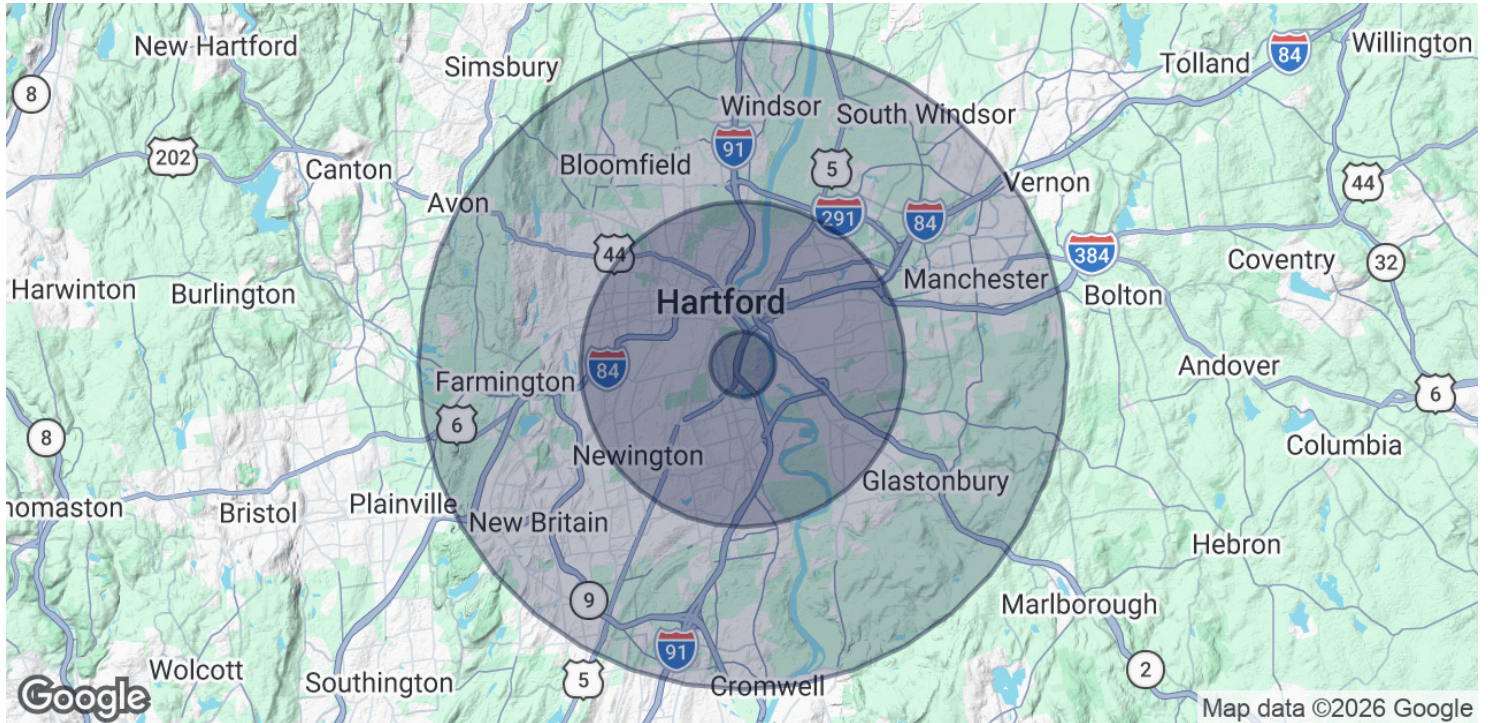 New Hartford
Simsbury
Tolland
84
Willington
8
Windsor
South Windsor
202
Canton
Bloomfield
91
5
Vernon
44
Avon
291
84
44
384
Coventry
32
Harwinton
Burlington
Hartford
Manchester
Bolton
Farmington
84
Andover
6
6
8
Newington
Columbia
Glastonbury
Plainville
homaston
Bristol
New Britain
Hebron
9
Marlborough
91
Wolcott
Southington
5
Cromwell
2
Google
Map data ©2026 Google